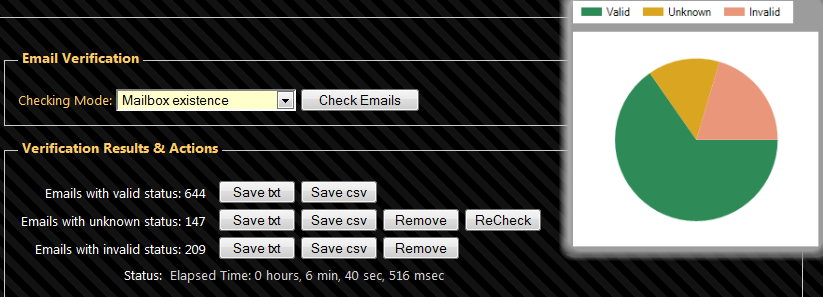 Valid Unknown Invalid
Email Verification
Checking Mode: Mailbox existence Check Emails
Verification Results & Actions
Emails with valid status: 644 Save txt Save csv
Emails with unknown status: 147 Save txt Save csv Remove ReCheck
Emails with invalid status: 209 Save txt Save csv Remove
Status: Elapsed Time: 0 hours, 6 min, 40 sec, 516 msec